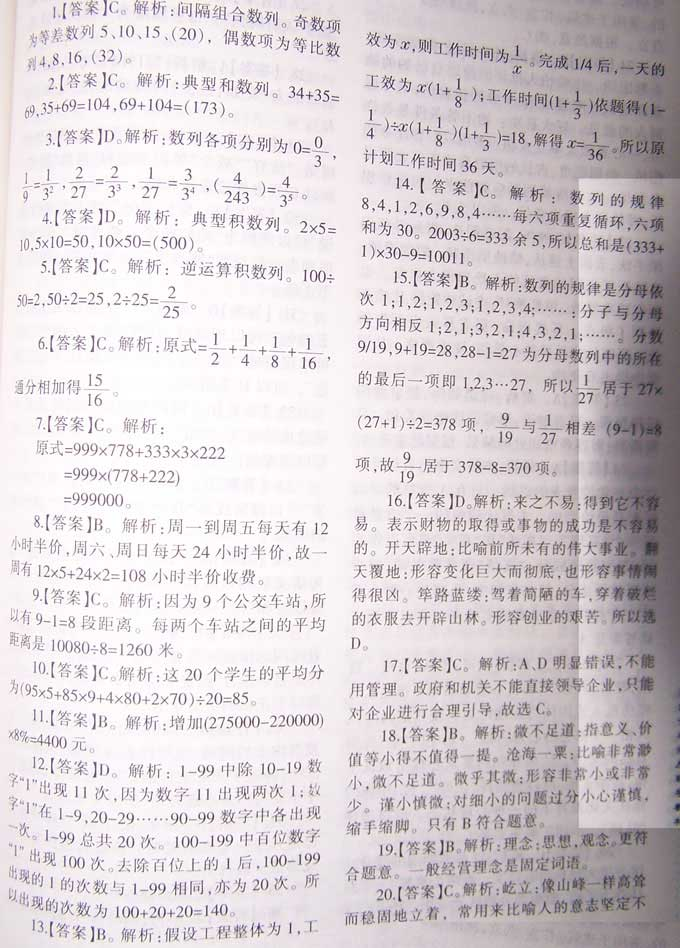 1.【答案】C。解析:间隔组合数列。奇数项
为等差数列5、10、15、(20),偶数项为等比数
列4,8,16,(32)。
2.【答案】C。解析:典型和数列。34+35=
69,35+69=104,69+104=(173)。
3.【答案】D。解析:数列各项分别为0=0/3,
1/9=1/3²,2/27=2/3³,1/27=3/3⁴,(4/243)=4/3⁵。
4.【答案】D。解析:典型积数列。2×5=
10,5×10=50,10×50=(500)。
5.【答案】C。解析:逆运算积数列。100÷
50=2,50÷2=25,2÷25=2/25。
6.【答案】C。解析:原式=1/2+1/4+1/8+1/16,
通分相加得15/16。
7.【答案】C。解析:
原式=999×778+333×3×222
=999×(778+222)
=999000。
8.【答案】B。解析:周一到周五每天有12
小时半价,周六、周日每天24小时半价,故一
周有12×5+24×2=108小时半价收费。
9.【答案】C。解析:因为9个公交车站,所
以有9-1=8段距离。每两个车站之间的平均
距离是10080÷8=1260米。
10.【答案】C。解析:这20个学生的平均分
为(95×5+85×9+4×80+2×70)÷20=85。
11.【答案】B。解析:增加(275000-220000)
×8%=4400元。
12.【答案】D。解析:1-99中除10-19数
字“1”出现11次,因为数字11出现两次1;数
字“1”在1-9,20-29……90-99数字中各出现
一次。1-99总共20次。100-199中百位数字
“1”出现100次。去除百位上的1后,100-199
出现的1的次数与1-99相同,亦为20次。所
以出现的次数为100+20+20=140。
13.【答案】B。解析:假设工程整体为1,工
效为x,则工作时间为1/x。完成1/4后,一天的
工效为x(1+1/8);工作时间(1+1/3)依题得(1-
1/4)÷x(1+1/8)(1+1/3)=18,解得x=1/36。所以原
计划工作时间36天。
14.【答案】C。解析:数列的规律
8,4,1,2,6,9,8,4……每六项重复循环,六项
和为30。2003÷6=333余5,所以总和是(333+
1)×30-9=10011。
15.【答案】B。解析:数列的规律是分母依
次1;1,2;1,2,3;1,2,3,4;……;分子与分母
方向相反1;2,1;3,2,1;4,3,2,1;……。分数
9/19,9+19=28,28-1=27为分母数列中的所在
的最后一项即1,2,3…27,所以1/27居于27×
(27+1)÷2=378项,9/19与1/27相差(9-1)=8
项,故9/19居于378-8=370项。
16.【答案】D。解析:来之不易:得到它不容
易。表示财物的取得或事物的成功是不容易
的。开天辟地:比喻前所未有的伟大事业。翻
天覆地:形容变化巨大而彻底,也形容事情闹
得很凶。筚路蓝缕:驾着简陋的车,穿着破烂
的衣服去开辟山林。形容创业的艰苦。所以选
D。
17.【答案】C。解析:A、D明显错误,不能
用管理。政府和机关不能直接领导企业,只能
对企业进行合理引导,故选C。
18.【答案】B。解析:微不足道:指意义、价
值等小得不值得一提。沧海一粟:比喻非常渺
小,微不足道。微乎其微:形容非常小或非常
少。谨小慎微:对细小的问题过分小心谨慎,
缩手缩脚。只有B符合题意。
19.【答案】B。解析:理念:思想,观念。更符
合题意。一般经营理念是固定词语。
20.【答案】C。解析:屹立:像山峰一样高耸
而稳固地立着,常用来比喻人的意志坚定不